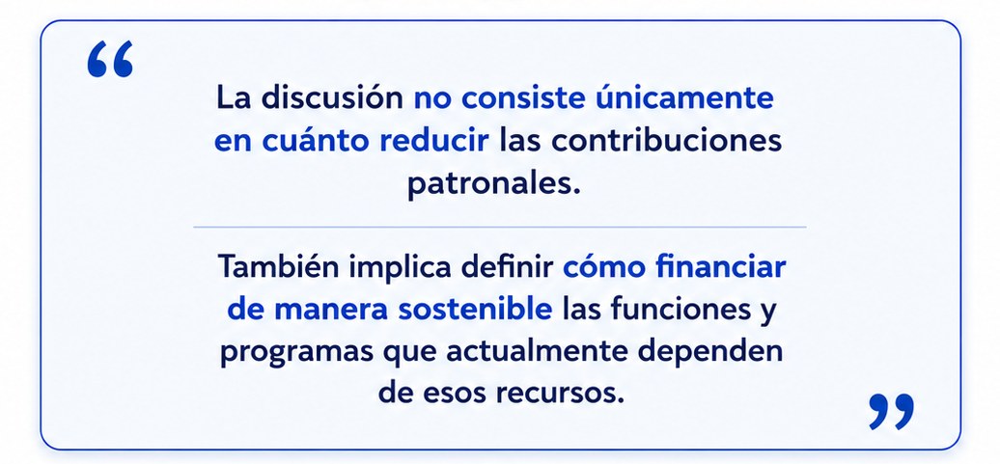 “
La discusión no consiste únicamente
en cuánto reducir las contribuciones
patronales.
También implica definir cómo financiar
de manera sostenible las funciones y
programas que actualmente dependen
de esos recursos.
”